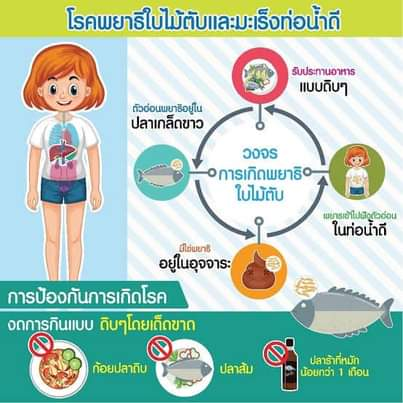 โรคพยาธิใบไม้ตับและมะเร็งท่อน้ำดี
รับประทานอาหาร
แบบดิบๆ
ตัวอ่อนพยาธิอยู่ใน
ปลาเกล็ดขาว
วงจร
การเกิดพยาธิ
ใบไม้ตับ
พยาธิเข้าไปฝังตัวอ่อน
ในท่อน้ำดี
มีไข่พยาธิ
อยู่ในอุจจาระ
การป้องกันการเกิดโรค
งดการกินแบบ ดิบๆโดยเด็ดขาด
ก้อยปลาดิบ
ปลาส้ม
ปลาร้าที่หมัก
น้อยกว่า 1 เดือน